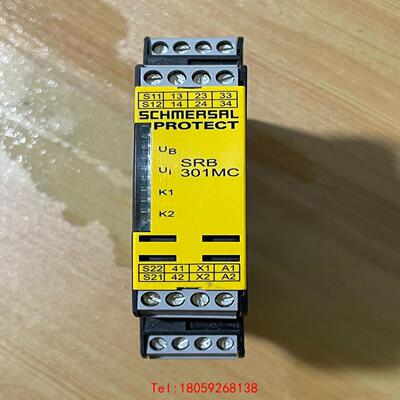 S11 13 23 33
S12 14 24 34
SCHMERSAL
PROTECT
UB
SRB
Ui
301MC
K1
K2
S22 41 X1 A1
S21 42 X2 A2
Tel:18059268138